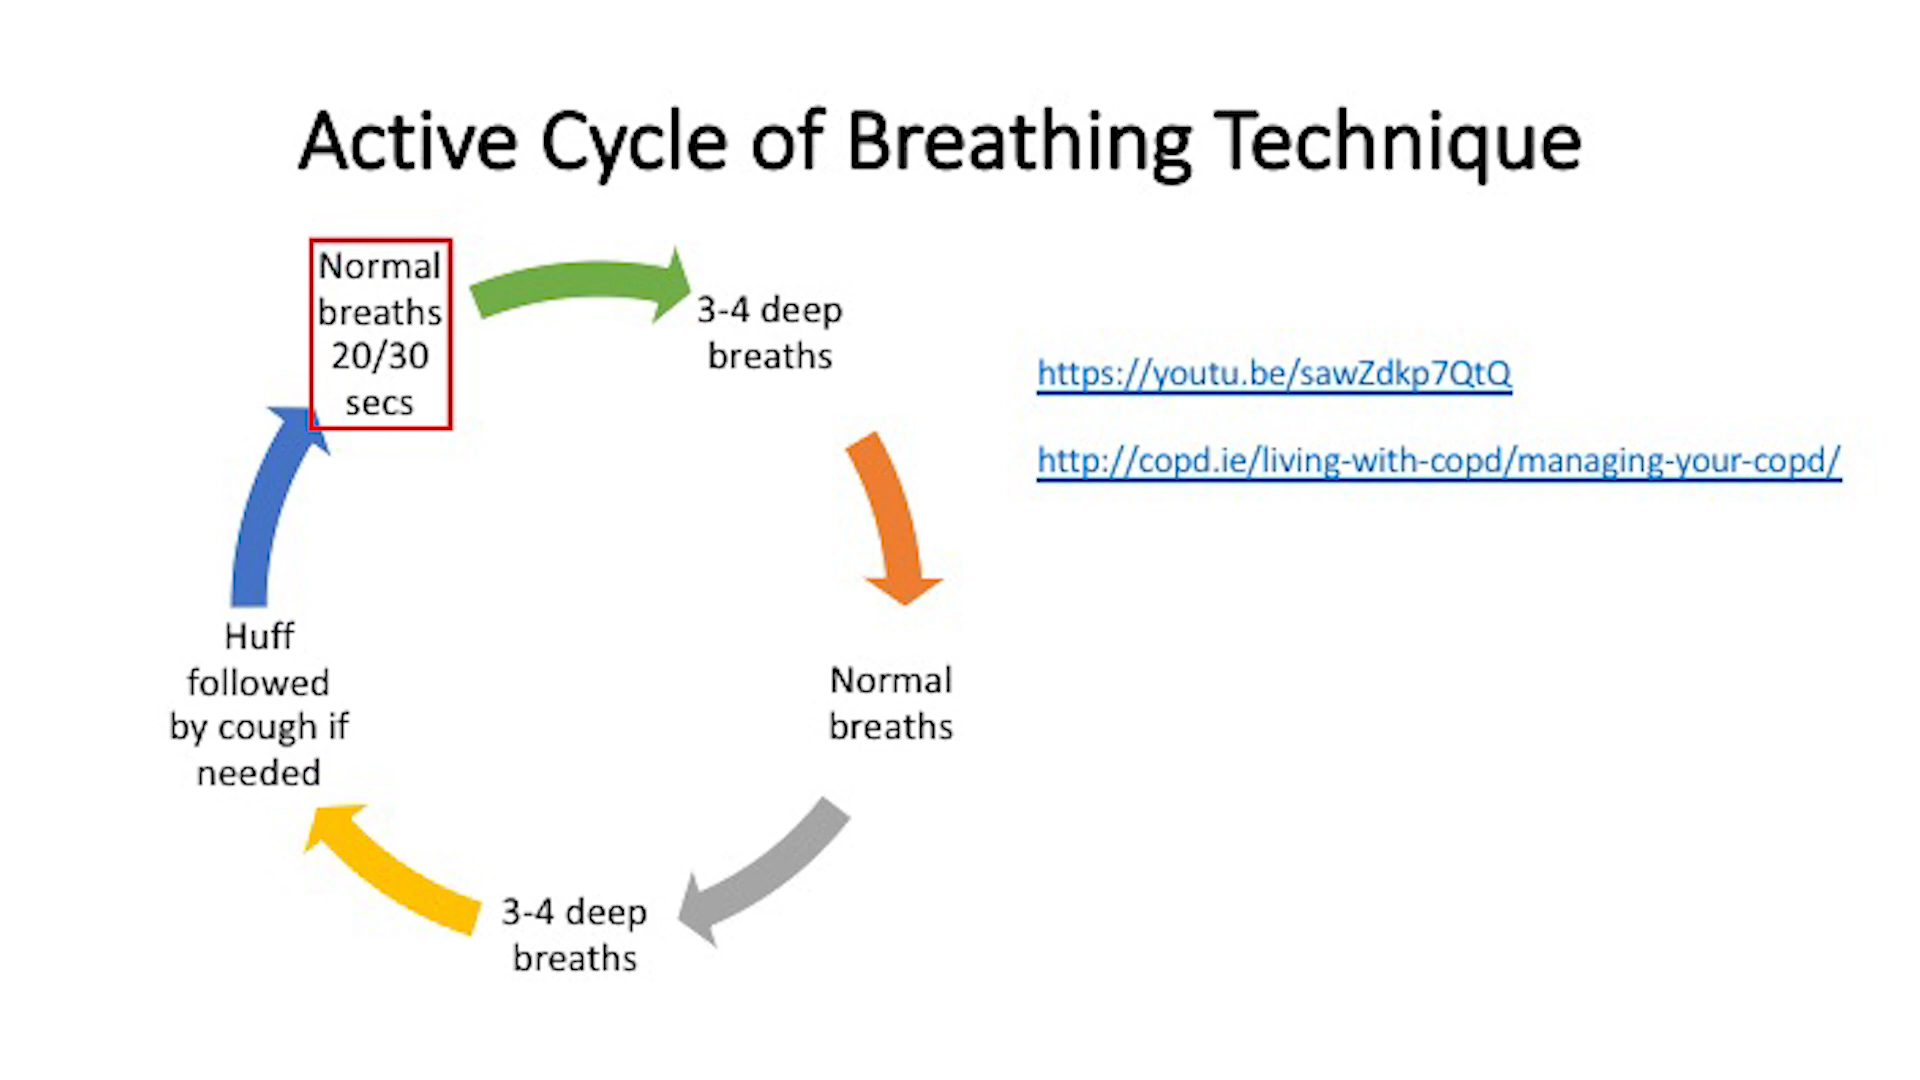 Active Cycle of Breathing Technique
Normal
breaths
20/30
secs
3-4 deep
breaths
Normal
breaths
3-4 deep
breaths
Huff
followed
by cough if
needed
https://youtu.be/sawZdkp7QtQ
http://copd.ie/living-with-copd/managing-your-copd/